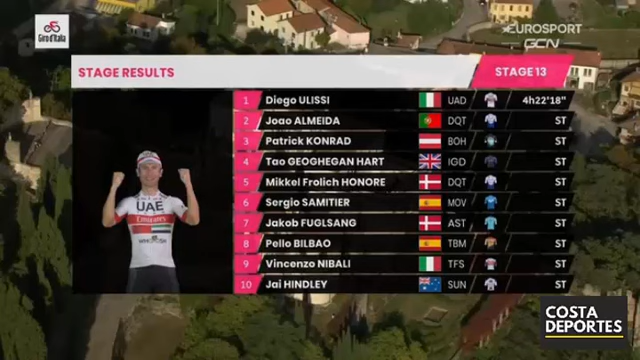 Giro d'Italia
EUROSPORT
GCN
STAGE RESULTS STAGE 13
1 Diego ULISSI UAD 4h22'18"
2 Joao ALMEIDA DQT ST
3 Patrick KONRAD BOH ST
4 Tao GEOGHEGAN HART IGD ST
5 Mikkel Frolich HONORE DQT ST
6 Sergio SAMITIER MOV ST
7 Jakob FUGLSANG AST ST
8 Pello BILBAO TBM ST
9 Vincenzo NIBALI TFS ST
10 Jai HINDLEY SUN ST
UAE
Emirates
COSTA
DEPORTES